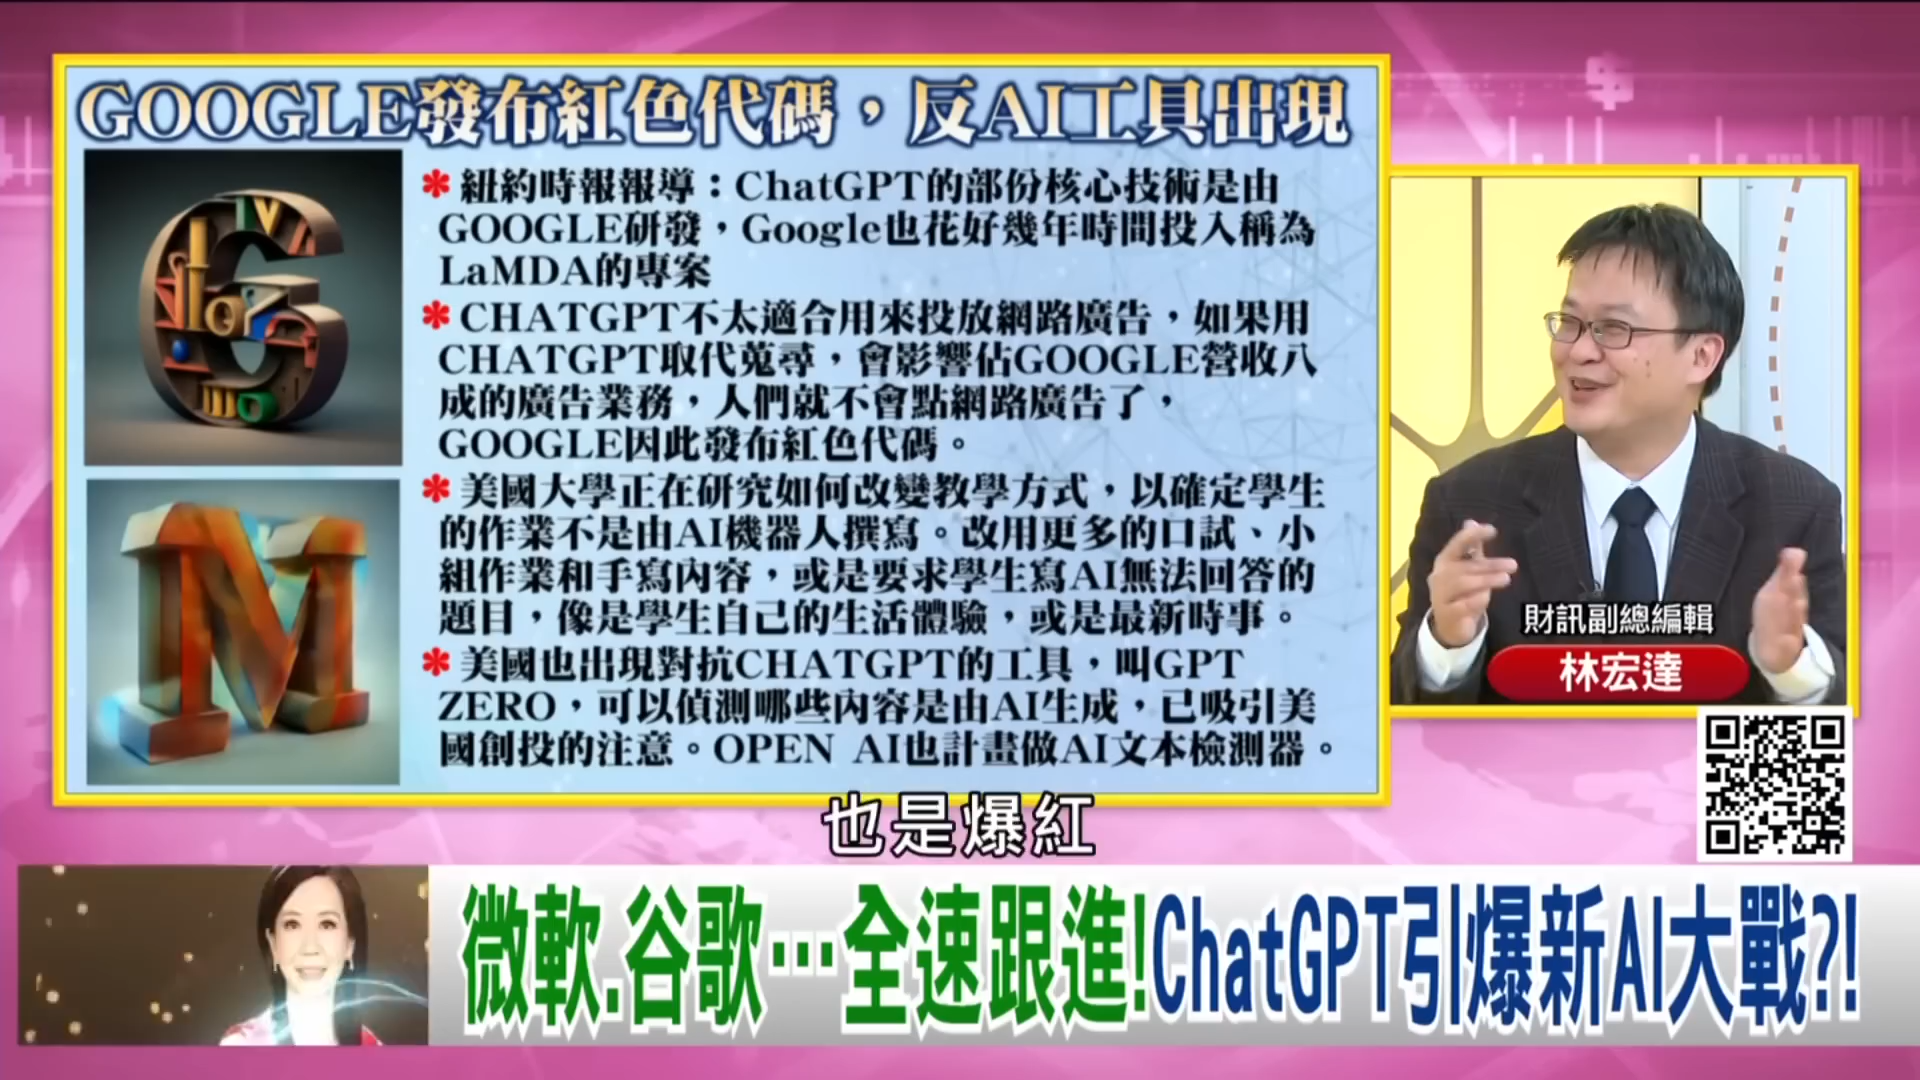 GOOGLE發布紅色代碼，反AI工具出現
＊紐約時報報導：ChatGPT的部份核心技術是由
GOOGLE研發，Google也花好幾年時間投入稱為
LaMDA的專案
＊CHATGPT不太適合用來投放網路廣告，如果用
CHATGPT取代蒐尋，會影響佔GOOGLE營收八
成的廣告業務，人們就不會點網路廣告了，
GOOGLE因此發布紅色代碼。
＊美國大學正在研究如何改變教學方式，以確定學生
的作業不是由AI機器人撰寫。改用更多的口試、小
組作業和手寫內容，或是要求學生寫AI無法回答的
題目，像是學生自己的生活體驗，或是最新時事。
＊美國也出現對抗CHATGPT的工具，叫GPT
ZERO，可以偵測哪些內容是由AI生成，已吸引美
國創投的注意。OPEN AI也計畫做AI文本檢測器。
財訊副總編輯
林宏達
也是爆紅
微軟.谷歌…全速跟進!ChatGPT引爆新AI大戰?!